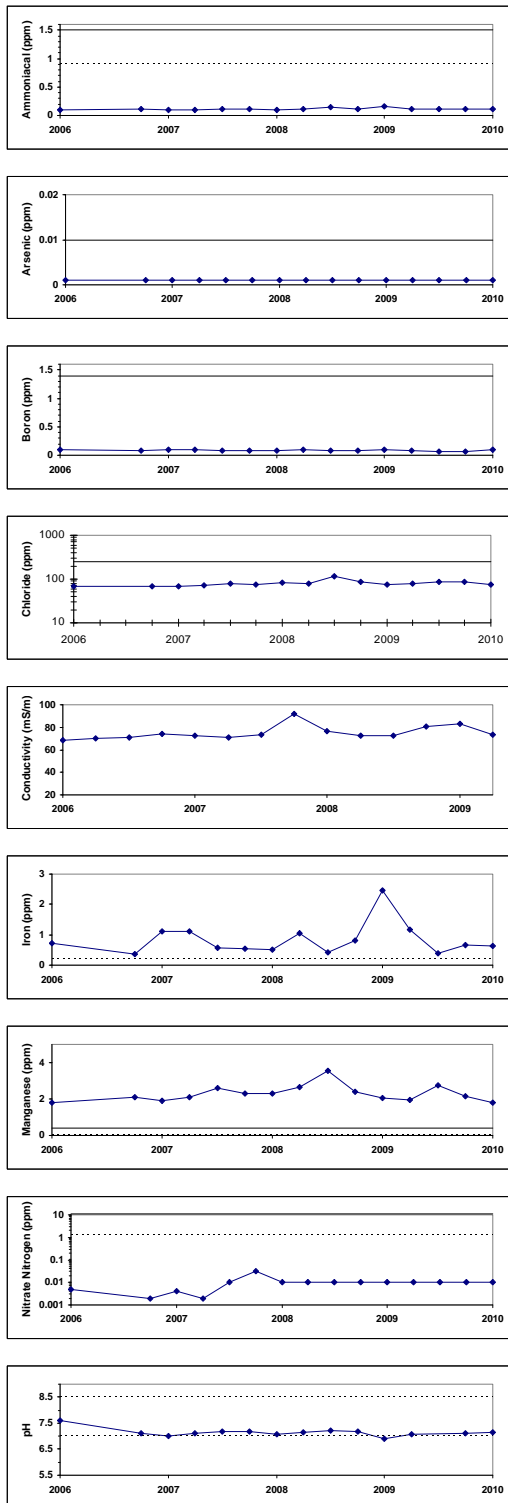 Ammoniacal (ppm)
1.5
1
0.5
0
2006 2007 2008 2009 2010
Arsenic (ppm)
0.02
0.01
0
2006 2007 2008 2009 2010
Boron (ppm)
1.5
1
0.5
0
2006 2007 2008 2009 2010
Chloride (ppm)
1000
100
10
2006 2007 2008 2009 2010
Conductivity (mS/m)
100
80
60
40
20
2006 2007 2008 2009
Iron (ppm)
3
2
1
0
2006 2007 2008 2009 2010
Manganese (ppm)
4
2
0
2006 2007 2008 2009 2010
Nitrate Nitrogen (ppm)
10
1
0.1
0.01
0.001
2006 2007 2008 2009 2010
pH
8.5
7.5
6.5
5.5
2006 2007 2008 2009 2010